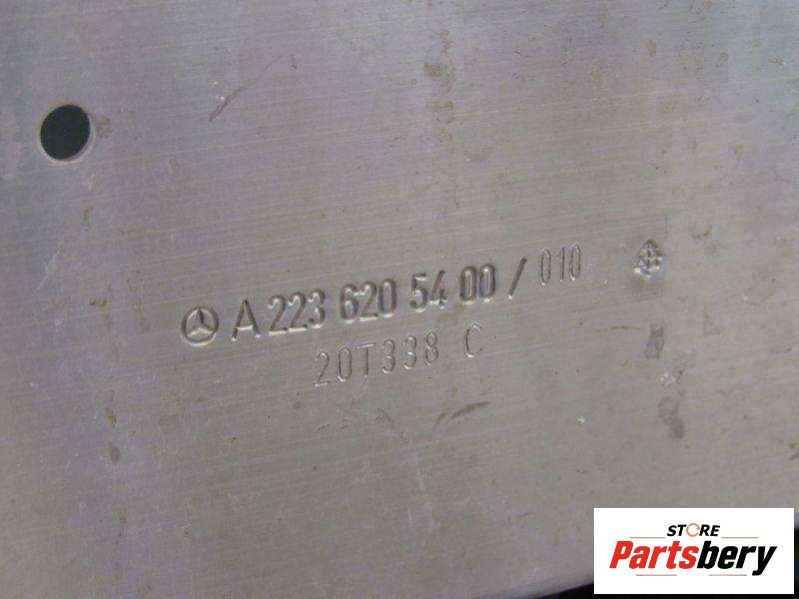 A 223 620 54 00 / 010
20T338 C
STORE
Partsbery